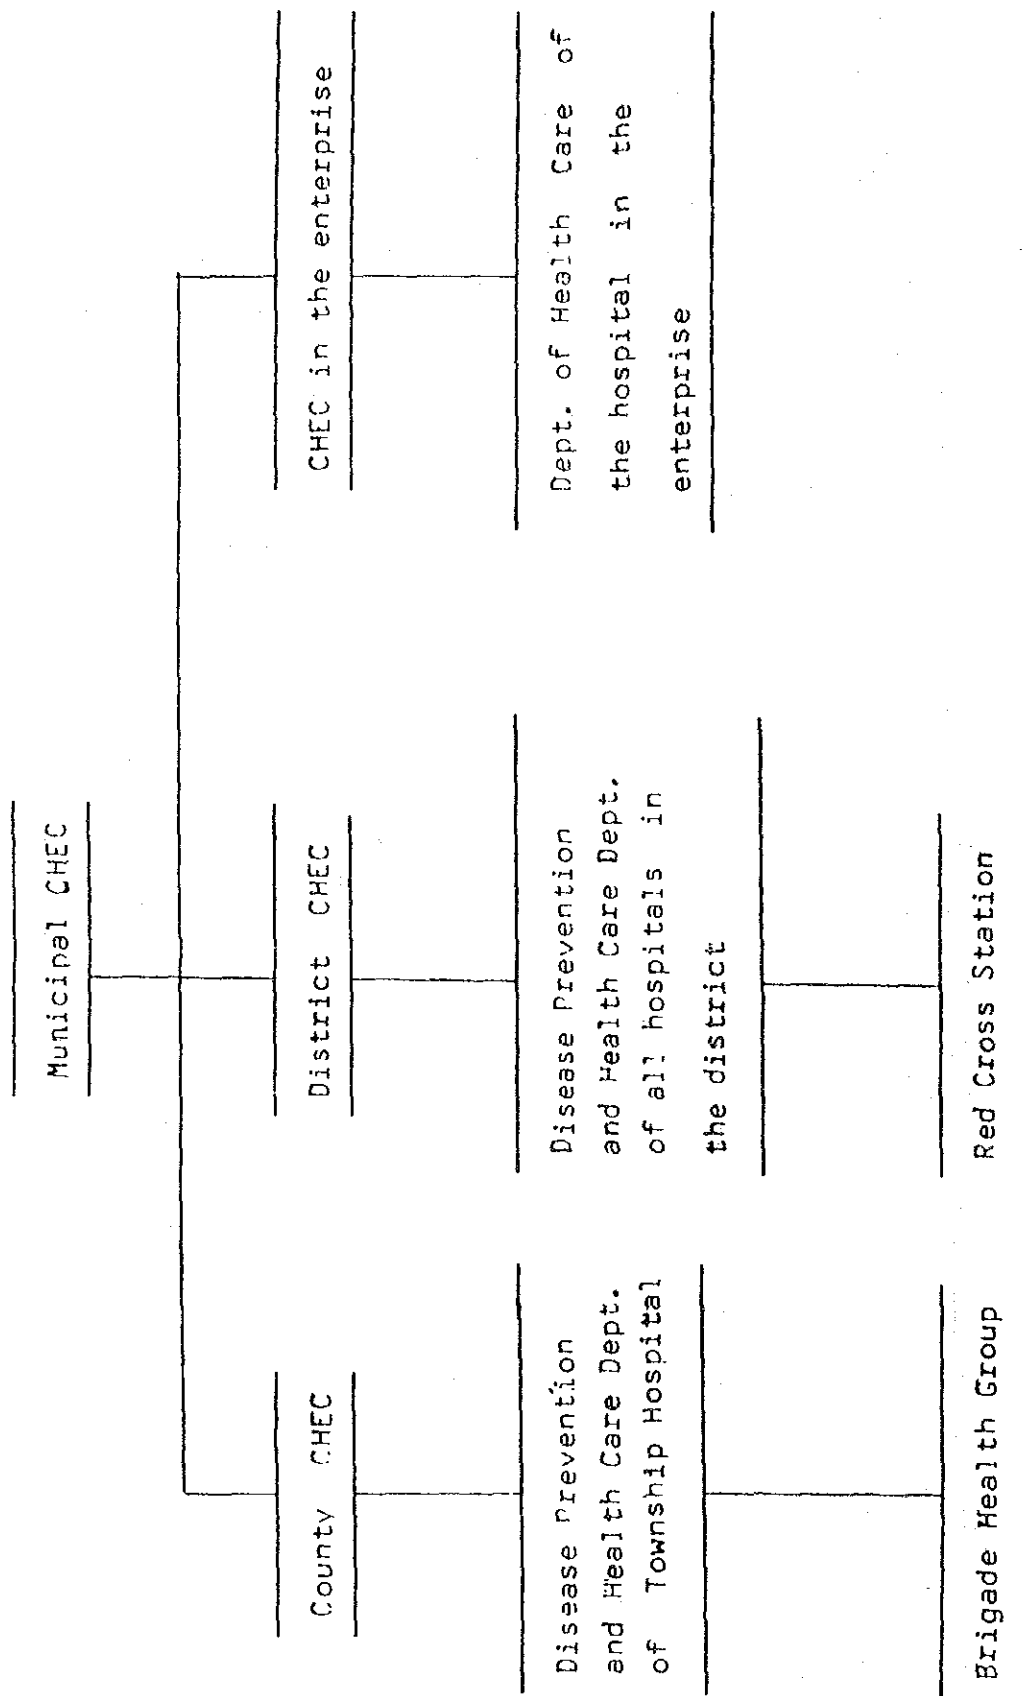 Municipal CHEC
County CHEC
District CHEC
CHEC in the enterprise
Disease Prevention
and Health Care Dept.
of Township Hospital
Disease Prevention
and Health Care Dept.
of all hospitals in
the district
Dept. of Health Care of
the hospital in the
enterprise
Brigade Health Group
Red Cross Station